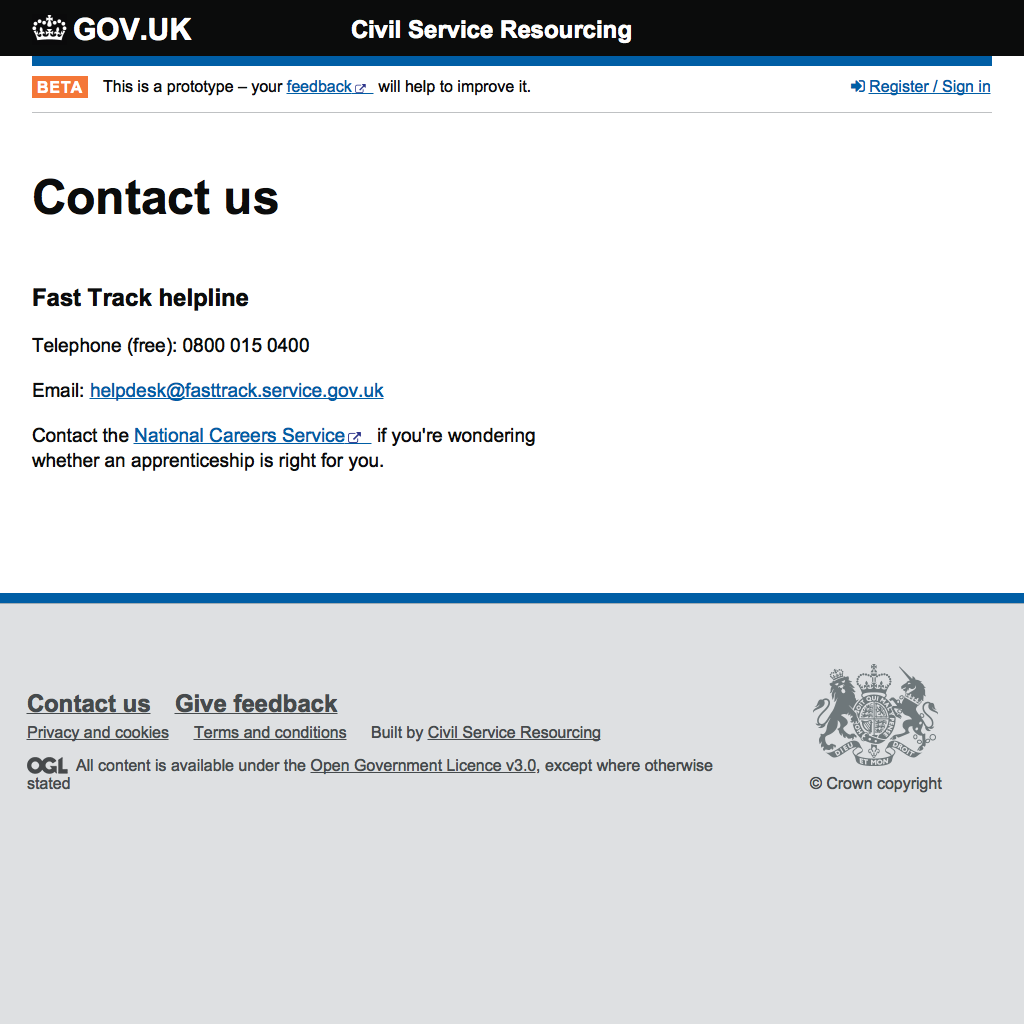 GOV.UK Civil Service Resourcing
BETA This is a prototype – your feedback will help to improve it. Register / Sign in
Contact us
Fast Track helpline
Telephone (free): 0800 015 0400
Email: helpdesk@fasttrack.service.gov.uk
Contact the National Careers Service if you're wondering
whether an apprenticeship is right for you.
Contact us Give feedback
Privacy and cookies Terms and conditions Built by Civil Service Resourcing
OGL All content is available under the Open Government Licence v3.0, except where otherwise
stated
DIEU ET MON DROIT
© Crown copyright